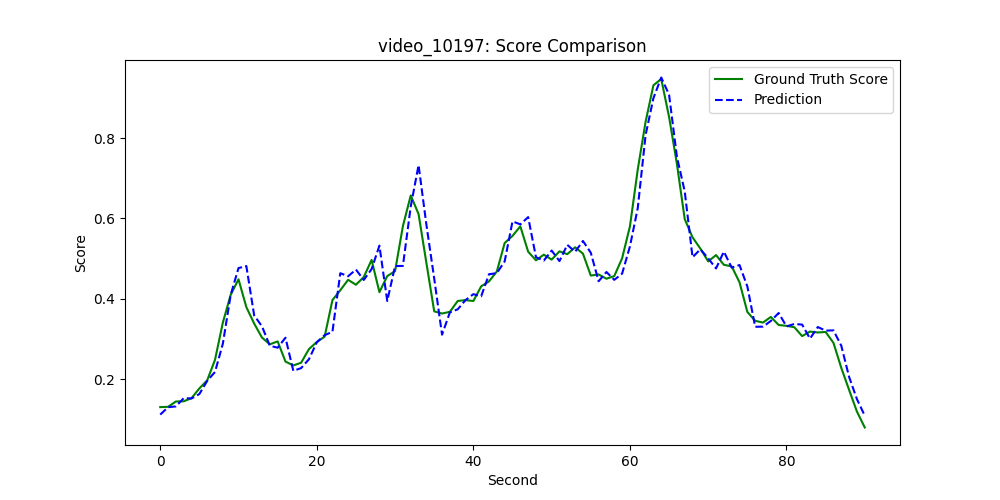 video_10197: Score Comparison
Ground Truth Score
Prediction
0.8
0.6
0.4
0.2
Score
0 20 40 60 80
Second